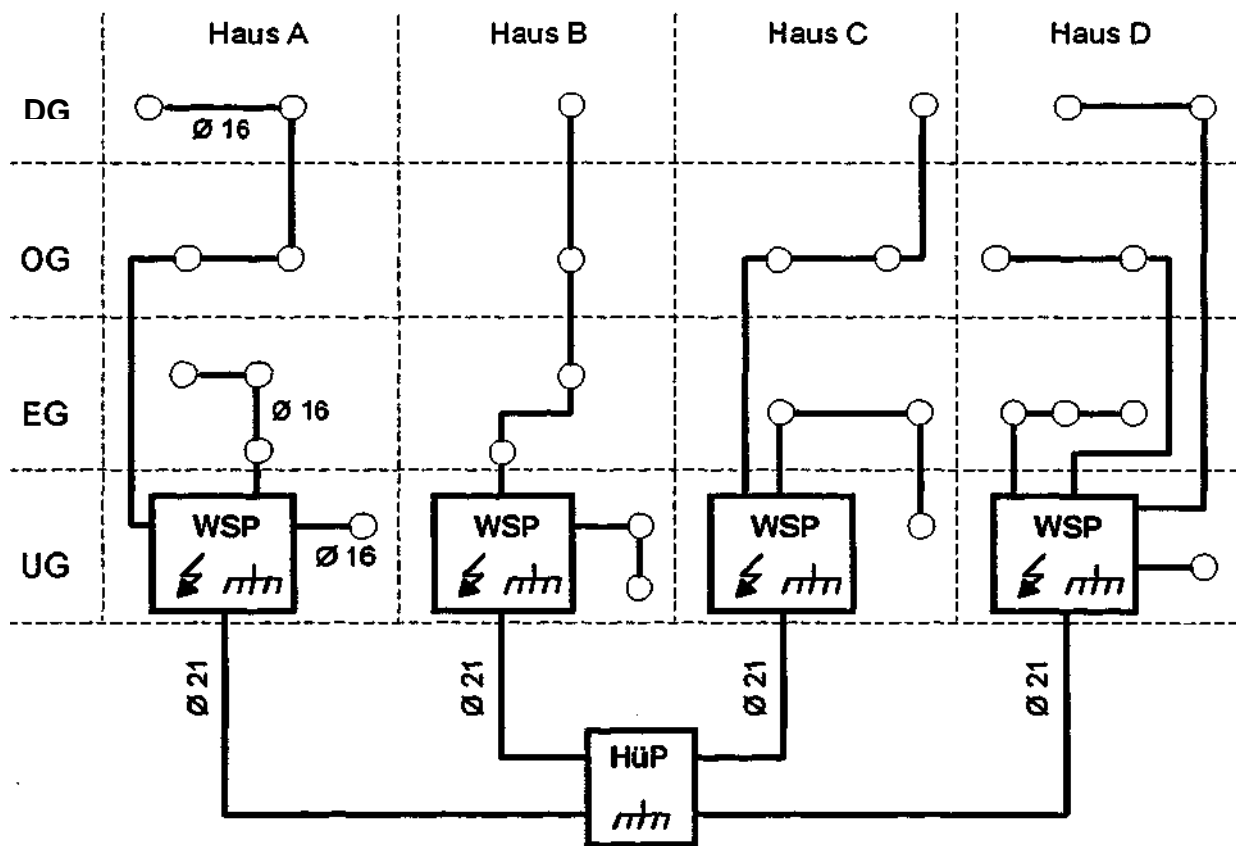 Haus A Haus B Haus C Haus D
DG
Ø 16
OG
EG
Ø 16
WSP WSP WSP WSP
Ø 16
UG
Ø 21 Ø 21 Ø 21 Ø 21
HüP